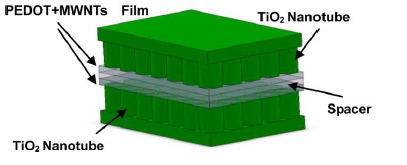 PEDOT+MWNTs Film
TiO₂ Nanotube
Spacer
TiO₂ Nanotube